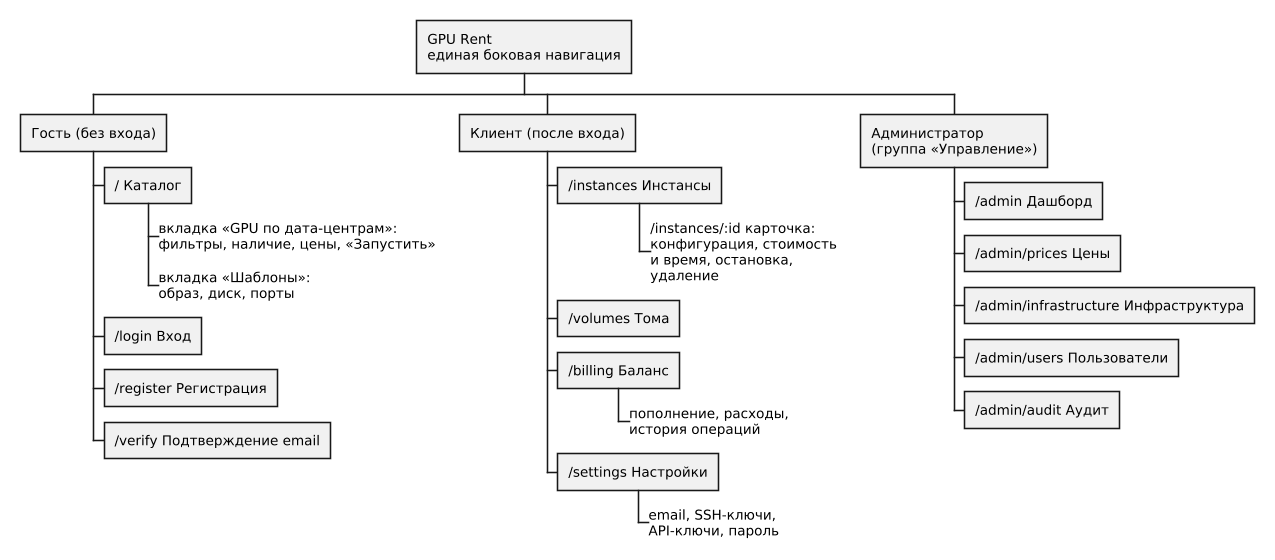 GPU Rent
единая боковая навигация
Гость (без входа)
/ Каталог
вкладка «GPU по дата-центрам»:
фильтры, наличие, цены, «Запустить»
вкладка «Шаблоны»:
образ, диск, порты
/login Вход
/register Регистрация
/verify Подтверждение email
Клиент (после входа)
/instances Инстансы
/instances/:id карточка:
конфигурация, стоимость
и время, остановка,
удаление
/volumes Тома
/billing Баланс
пополнение, расходы,
история операций
/settings Настройки
email, SSH-ключи,
API-ключи, пароль
Администратор
(группа «Управление»)
/admin Дашборд
/admin/prices Цены
/admin/infrastructure Инфраструктура
/admin/users Пользователи
/admin/audit Аудит